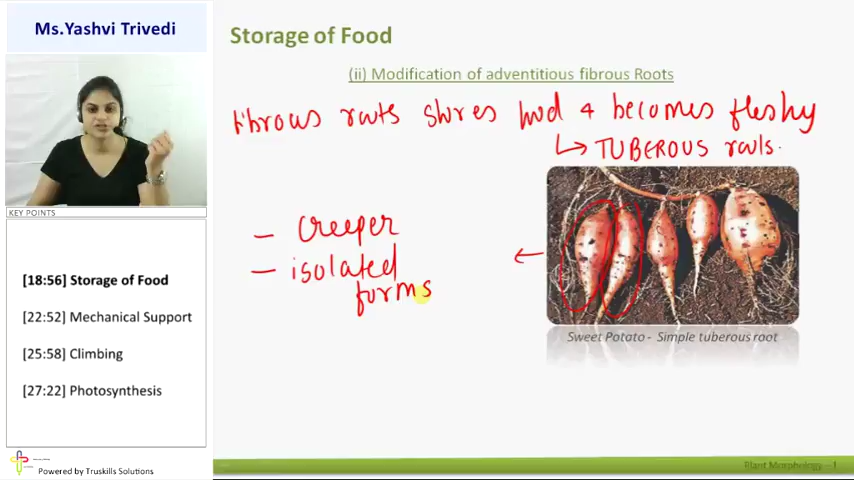 Ms.Yashvi Trivedi
Storage of Food
(ii) Modification of adventitious fibrous Roots
fibrous roots stores food & becomes fleshy
↳ TUBEROUS roots.
- Creeper
- isolated
forms
←
Sweet Potato - Simple tuberous root
KEY POINTS
[18:56] Storage of Food
[22:52] Mechanical Support
[25:58] Climbing
[27:22] Photosynthesis
Powered by Truskills Solutions
Plant Morphology - I